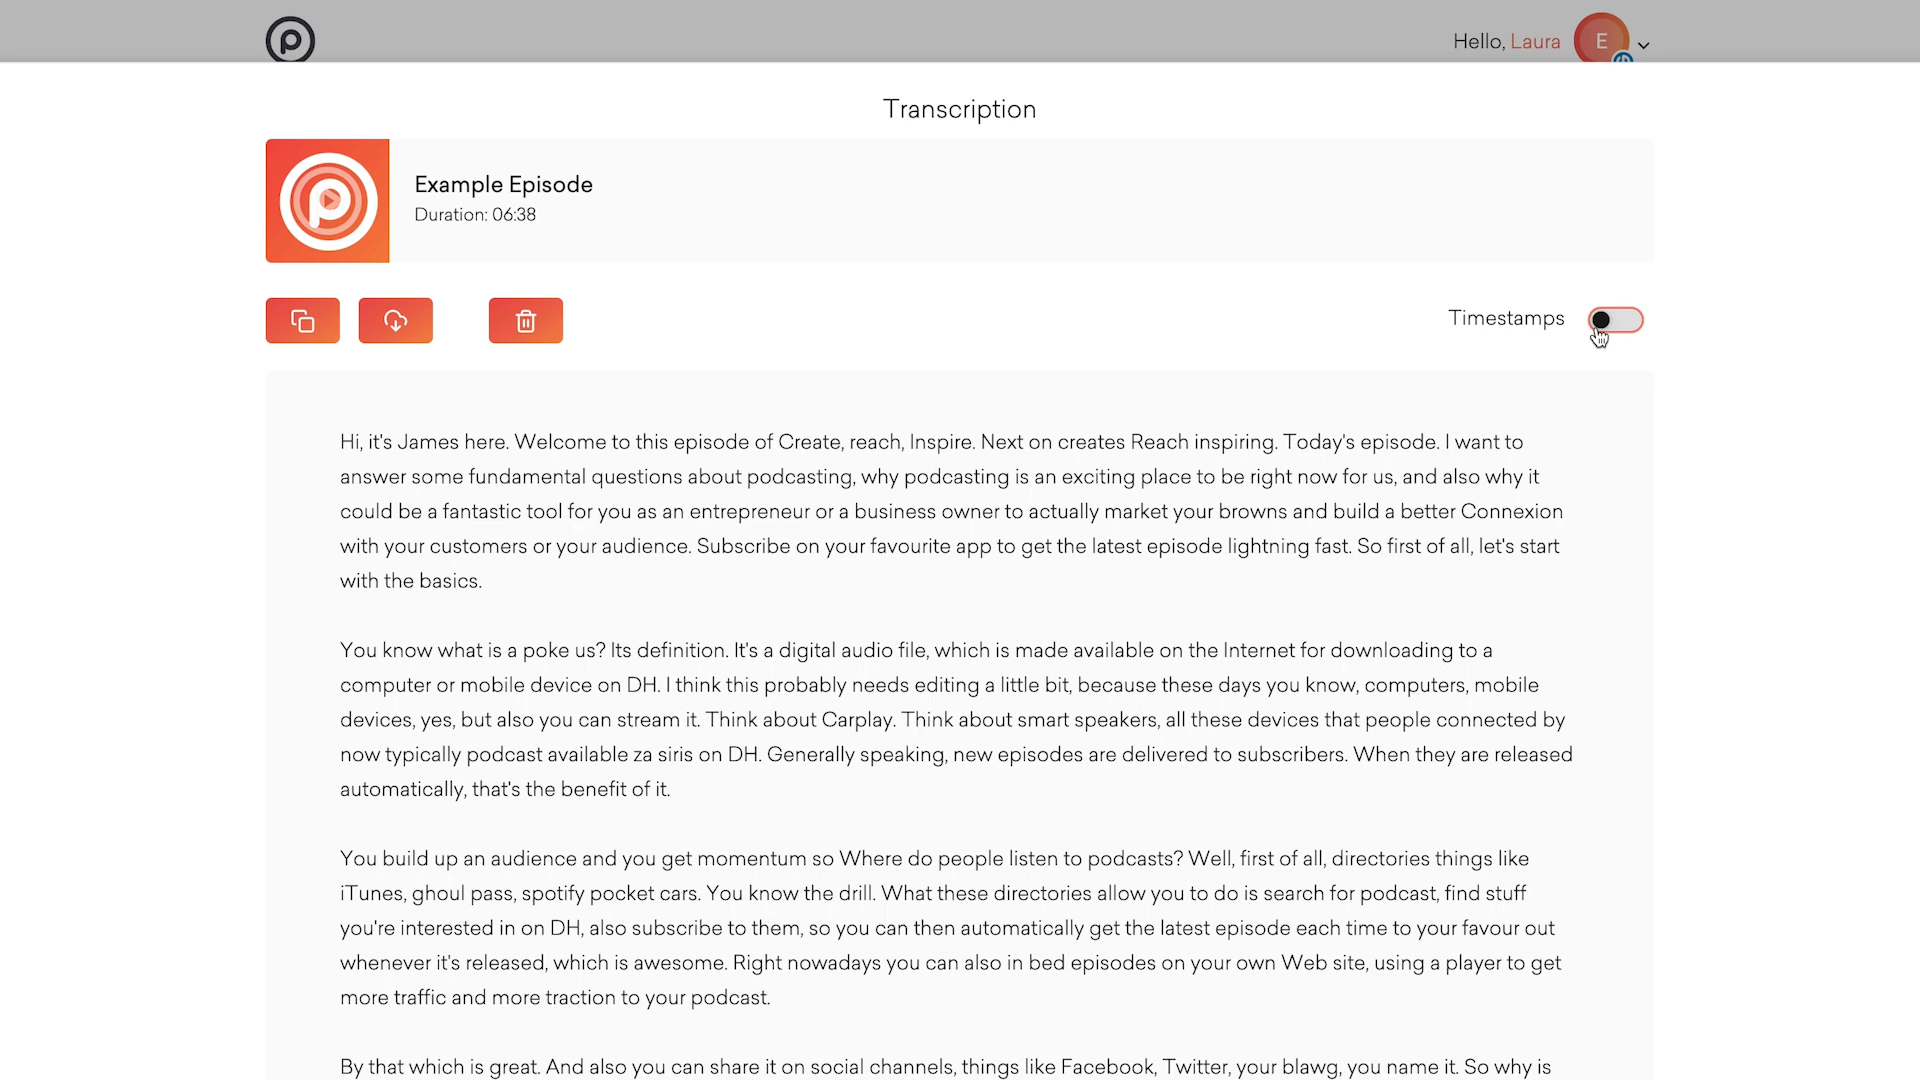 Hello, Laura
E
Transcription
Example Episode
Duration: 06:38
Timestamps
Hi, it's James here. Welcome to this episode of Create, reach, Inspire. Next on creates Reach inspiring. Today's episode. I want to
answer some fundamental questions about podcasting, why podcasting is an exciting place to be right now for us, and also why it
could be a fantastic tool for you as an entrepreneur or a business owner to actually market your browns and build a better Connexion
with your customers or your audience. Subscribe on your favourite app to get the latest episode lightning fast. So first of all, let's start
with the basics.
You know what is a poke us? Its definition. It's a digital audio file, which is made available on the Internet for downloading to a
computer or mobile device on DH. I think this probably needs editing a little bit, because these days you know, computers, mobile
devices, yes, but also you can stream it. Think about Carplay. Think about smart speakers, all these devices that people connected by
now typically podcast available za siris on DH. Generally speaking, new episodes are delivered to subscribers. When they are released
automatically, that's the benefit of it.
You build up an audience and you get momentum so Where do people listen to podcasts? Well, first of all, directories things like
iTunes, ghoul pass, spotify pocket cars. You know the drill. What these directories allow you to do is search for podcast, find stuff
you're interested in on DH, also subscribe to them, so you can then automatically get the latest episode each time to your favour out
whenever it's released, which is awesome. Right nowadays you can also in bed episodes on your own Web site, using a player to get
more traffic and more traction to your podcast.
By that which is great. And also you can share it on social channels, things like Facebook, Twitter, your blawg, you name it. So why is